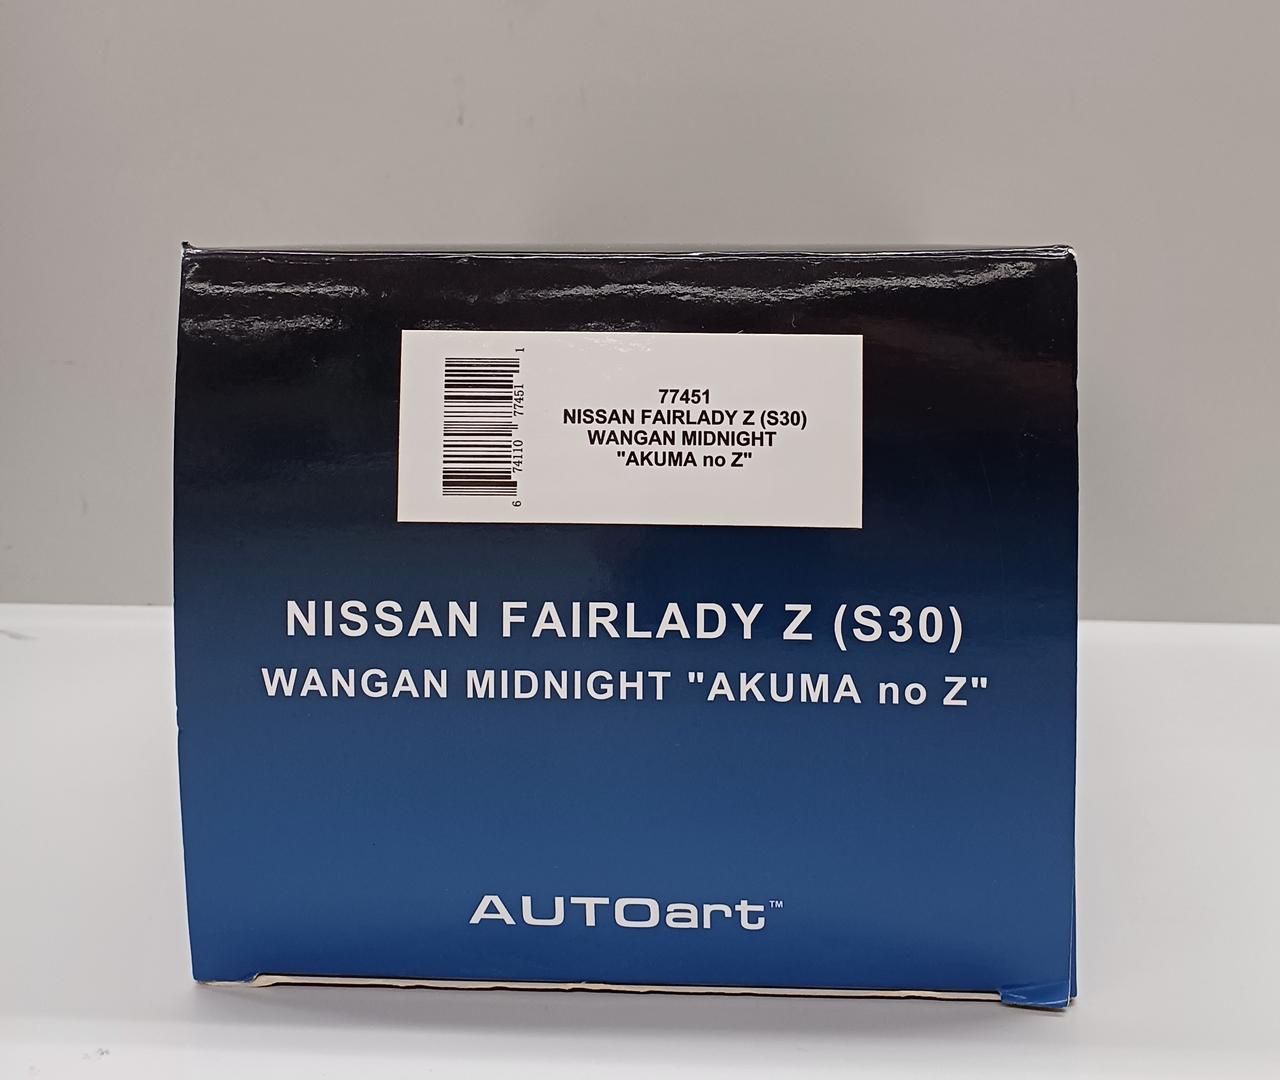 6 74110 77451 1
77451
NISSAN FAIRLADY Z (S30)
WANGAN MIDNIGHT
"AKUMA no Z"
NISSAN FAIRLADY Z (S30)
WANGAN MIDNIGHT "AKUMA no Z"
AUTOart™